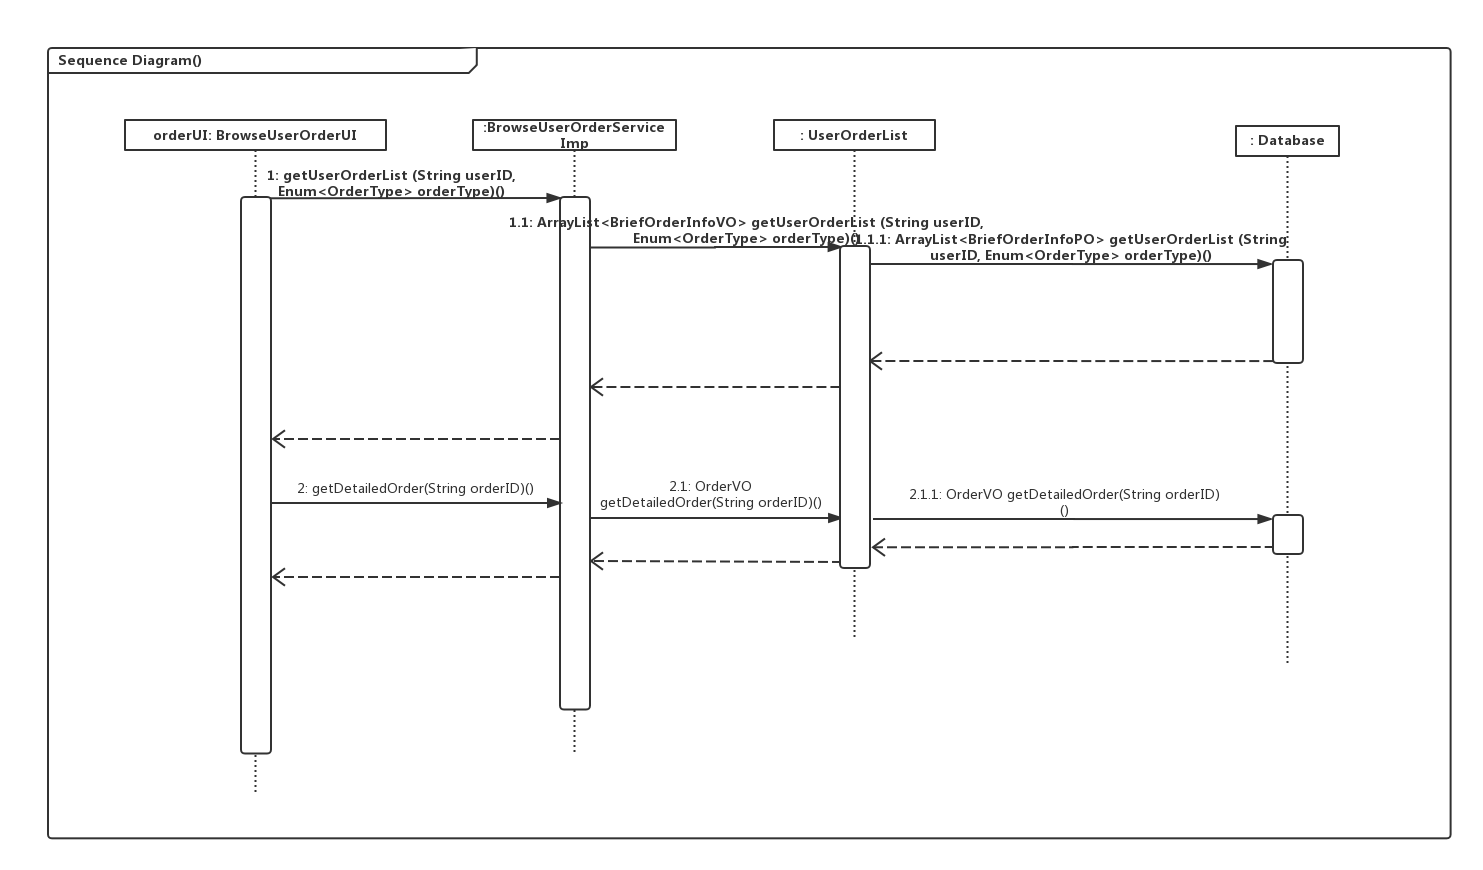 Sequence Diagram()
orderUI: BrowseUserOrderUI
:BrowseUserOrderService
Imp
: UserOrderList
: Database
1: getUserOrderList (String userID,
Enum<OrderType> orderType)()
1.1: ArrayList<BriefOrderInfoVO> getUserOrderList (String userID,
Enum<OrderType> orderType)()
1.1.1: ArrayList<BriefOrderInfoPO> getUserOrderList (String
userID, Enum<OrderType> orderType)()
2: getDetailedOrder(String orderID)()
2.1: OrderVO
getDetailedOrder(String orderID)()
2.1.1: OrderVO getDetailedOrder(String orderID)
()